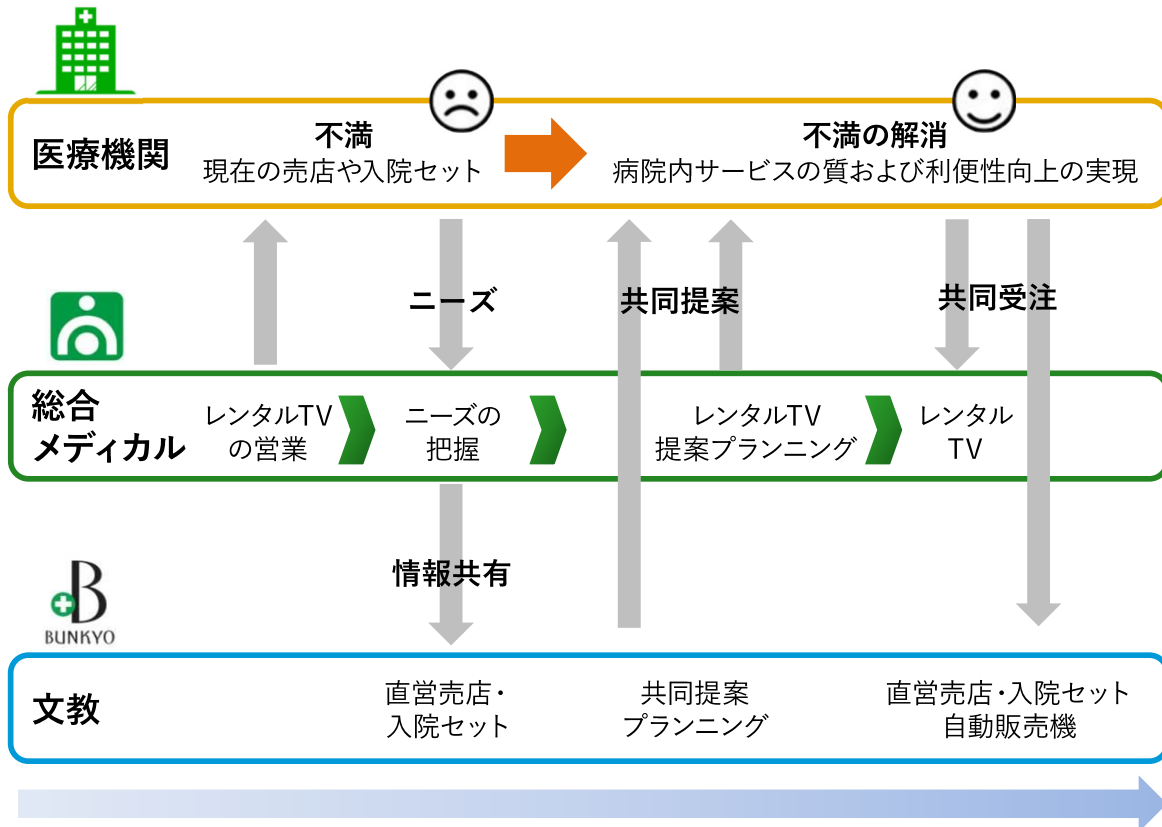 医療機関
不満
現在の売店や入院セット
不満の解消
病院内サービスの質および利便性向上の実現
ニーズ
共同提案
共同受注
総合
メディカル
レンタルTV
の営業
ニーズの
把握
レンタルTV
提案プランニング
レンタル
TV
情報共有
B
BUNKYO
文教
直営売店・
入院セット
共同提案
プランニング
直営売店・入院セット
自動販売機